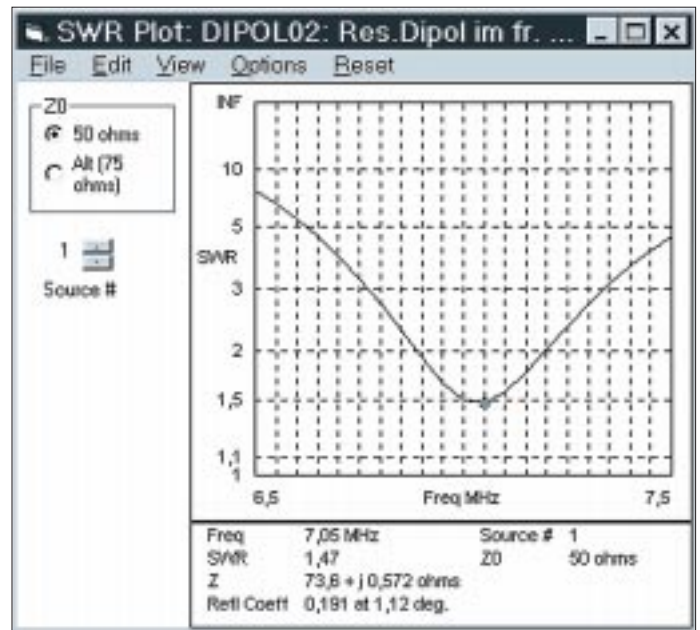 SWR Plot: DIPOL02: Res.Dipol im fr. ...
File Edit View Options Reset
Z0
50 ohms
Alt (75
ohms)
1
Source #
INF
10
5
SWR
3
2
1,5
1,1
1
6,5 Freq MHz 7,5
Freq 7,05 MHz Source # 1
SWR 1,47 Z0 50 ohms
Z 73,6 + j 0,572 ohms
Refl Coeff 0,191 at 1,12 deg.